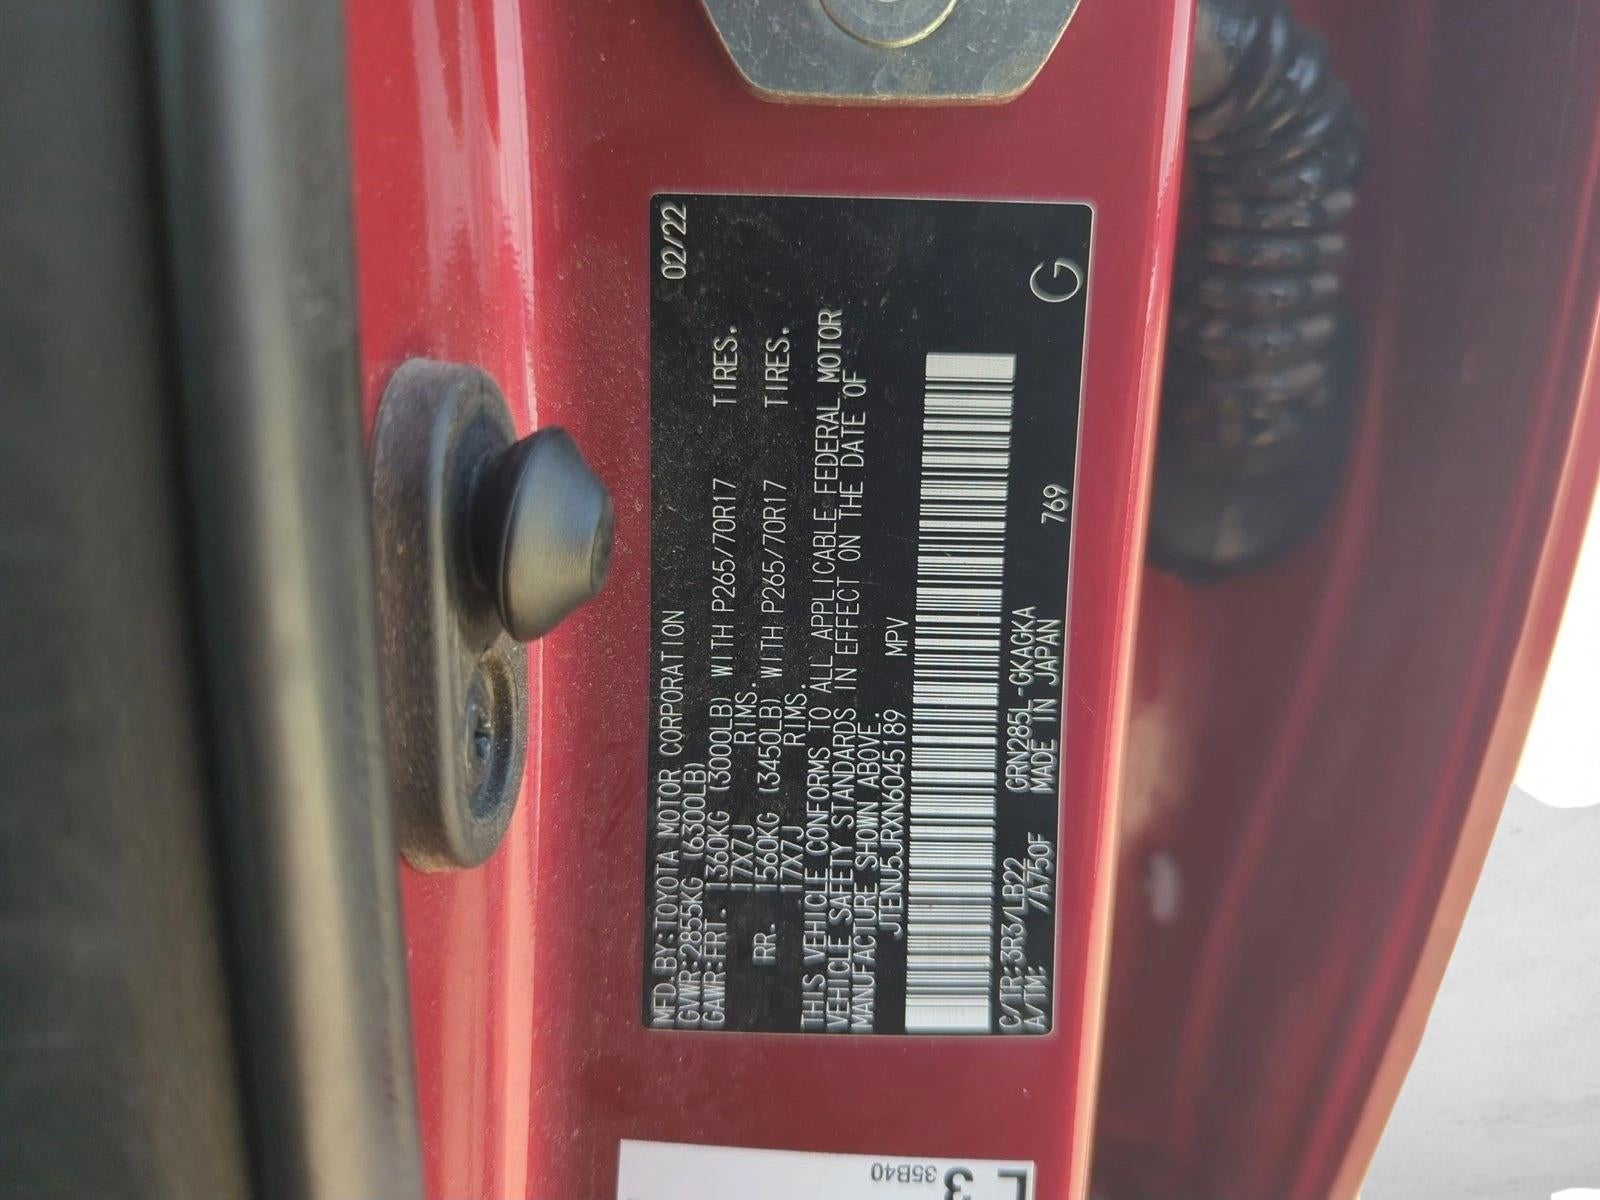 MFD.BY:TOYOTA MOTOR CORPORATION 02/22
GVWR:2855KG (6300LB)
GAWR:FRT. 1360KG (3000LB) WITH P265/70R17 TIRES.
17X7J RIMS.
RR. 1560KG (3450LB) WITH P265/70R17 TIRES.
17X7J RIMS.
THIS VEHICLE CONFORMS TO ALL APPLICABLE FEDERAL MOTOR
VEHICLE SAFETY STANDARDS IN EFFECT ON THE DATE OF
MANUFACTURE SHOWN ABOVE.
JTENU5JRXN6045189 MPV
C/TR:3R3/LB22 GRN285L-GKAGKA 769
A/TM: /A750F MADE IN JAPAN G
35B40
3